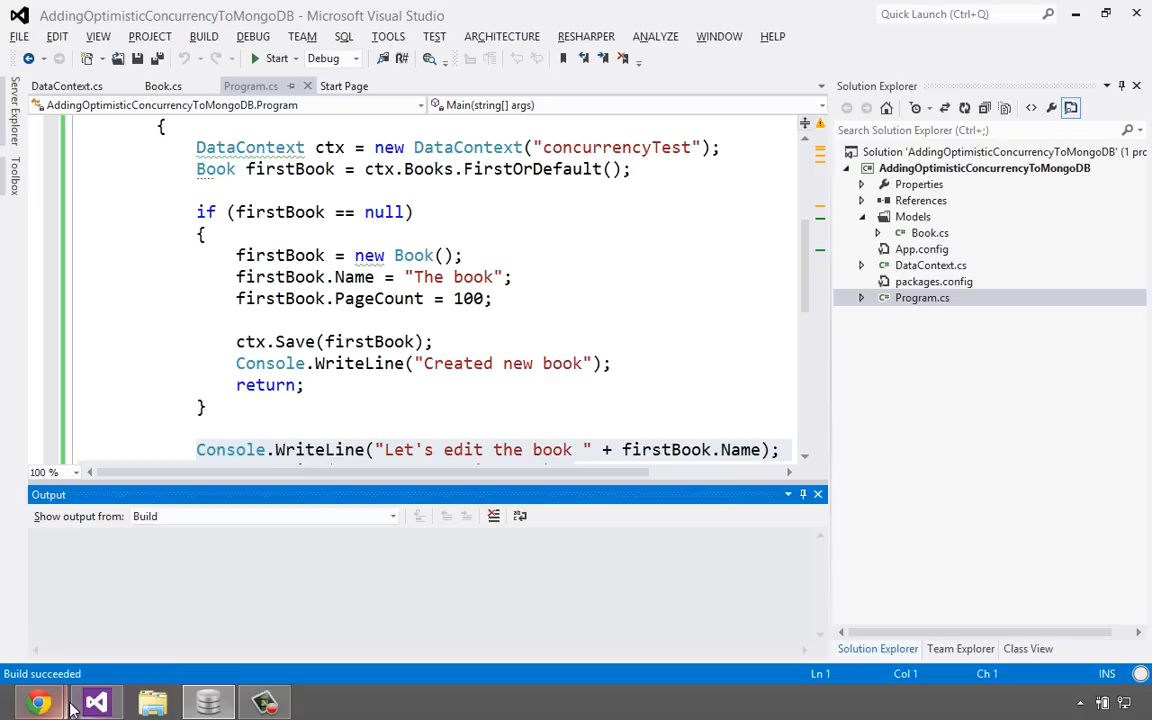 AddingOptimisticConcurrencyToMongoDB - Microsoft Visual Studio
Quick Launch (Ctrl+Q)
FILE EDIT VIEW PROJECT BUILD DEBUG TEAM SQL TOOLS TEST ARCHITECTURE RESHARPER ANALYZE WINDOW HELP
Start Debug
Server Explorer
Toolbox
DataContext.cs Book.cs Program.cs Start Page
AddingOptimisticConcurrencyToMongoDB.Program Main(string[] args)
{
DataContext ctx = new DataContext("concurrencyTest");
Book firstBook = ctx.Books.FirstOrDefault();
if (firstBook == null)
{
firstBook = new Book();
firstBook.Name = "The book";
firstBook.PageCount = 100;
ctx.Save(firstBook);
Console.WriteLine("Created new book");
return;
}
Console.WriteLine("Let's edit the book " + firstBook.Name);
100 %
Output
Show output from: Build
Solution Explorer
Search Solution Explorer (Ctrl+;)
Solution 'AddingOptimisticConcurrencyToMongoDB' (1 pro
AddingOptimisticConcurrencyToMongoDB
Properties
References
Models
Book.cs
App.config
DataContext.cs
packages.config
Program.cs
Solution Explorer Team Explorer Class View
Build succeeded Ln 1 Col 1 Ch 1 INS